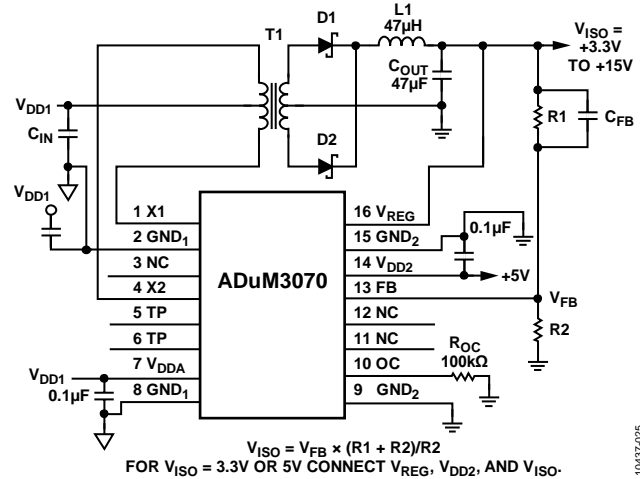 T1
D1
L1
47µH
V_ISO =
+3.3V
TO +15V
C_OUT
47µF
R1
C_FB
V_DD1
C_IN
D2
V_DD1
1 X1
2 GND_1
3 NC
4 X2
5 TP
6 TP
7 V_DDA
8 GND_1
ADuM3070
16 V_REG
15 GND_2
14 V_DD2
13 FB
12 NC
11 NC
10 OC
9 GND_2
0.1µF
+5V
V_FB
R2
R_OC
100kΩ
V_DD1
0.1µF
V_ISO = V_FB × (R1 + R2)/R2
FOR V_ISO = 3.3V OR 5V CONNECT V_REG, V_DD2, AND V_ISO.
10437-025